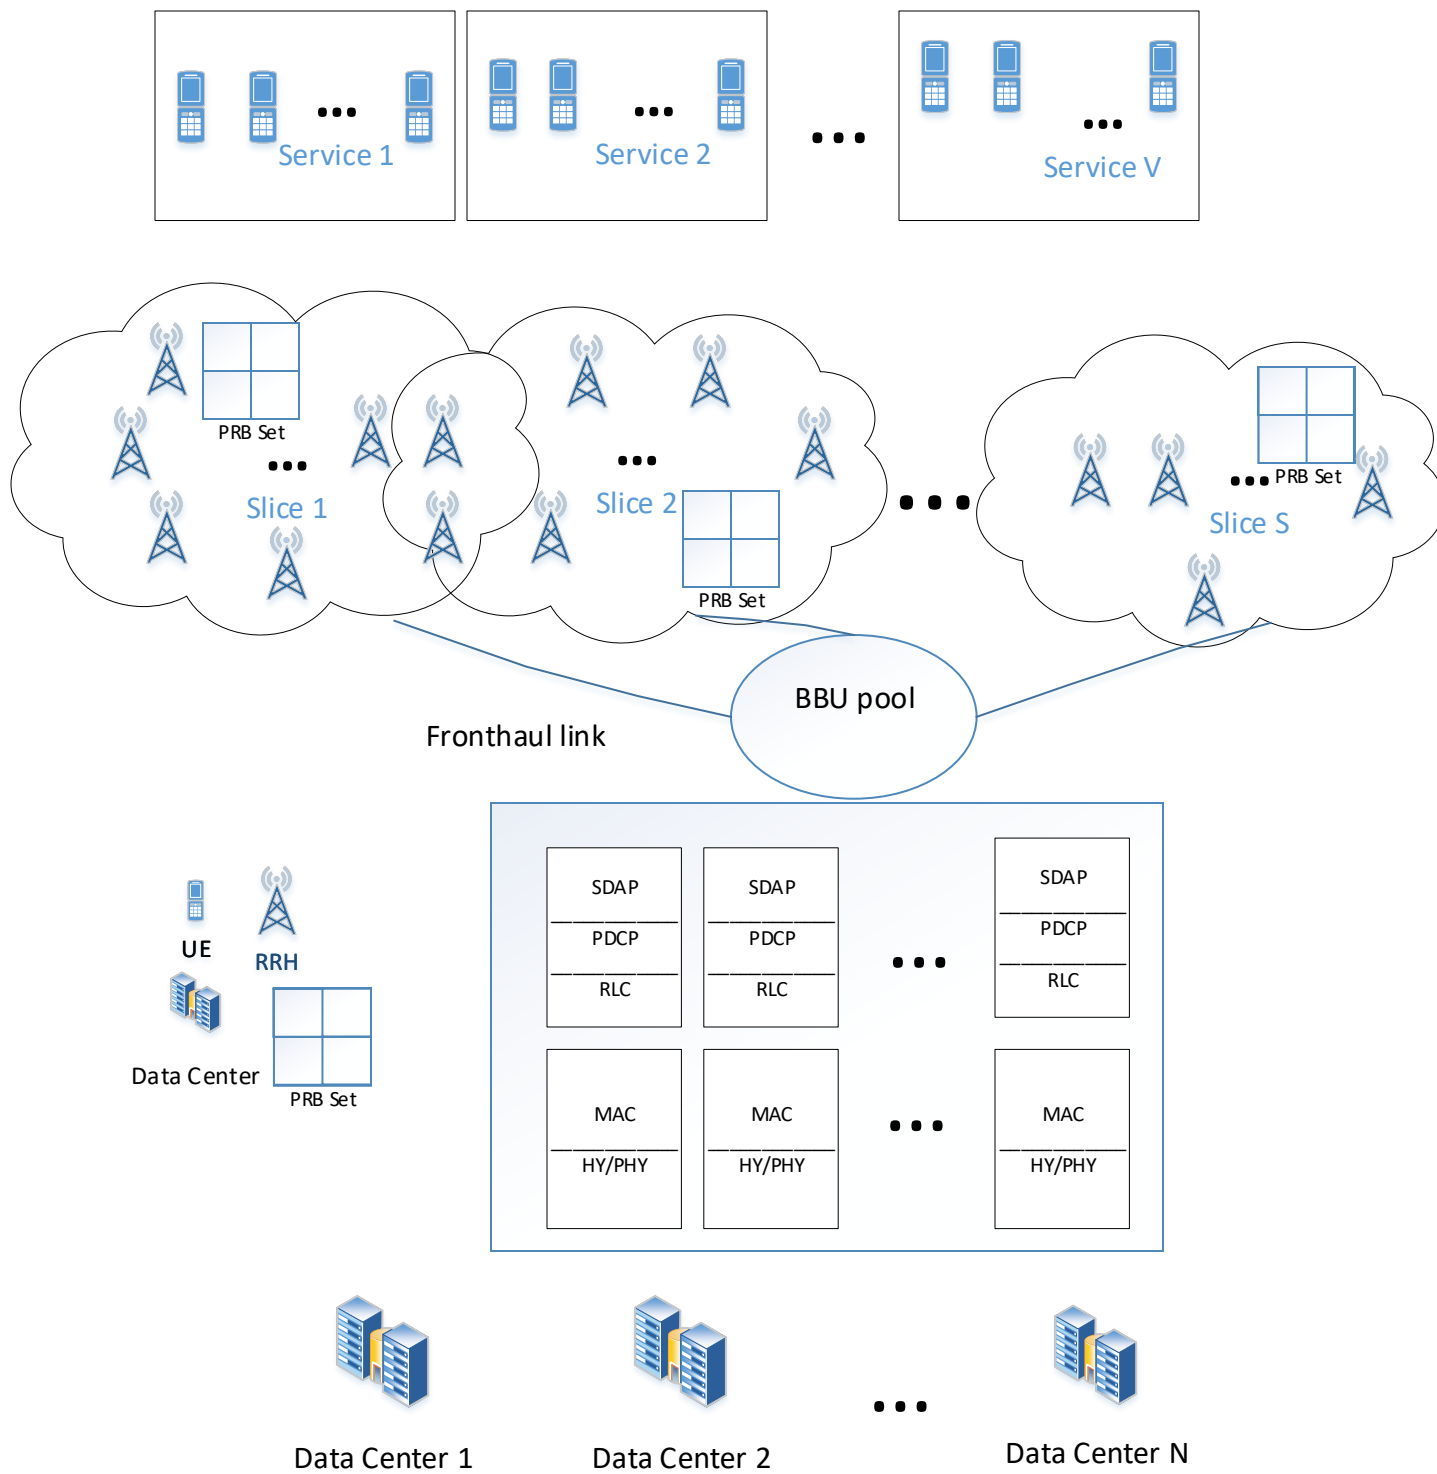 Service 1
Service 2
Service V
PRB Set
Slice 1
Slice 2
PRB Set
PRB Set
Slice S
BBU pool
Fronthaul link
SDAP
PDCP
RLC
SDAP
PDCP
RLC
SDAP
PDCP
RLC
MAC
HY/PHY
MAC
HY/PHY
MAC
HY/PHY
UE
RRH
Data Center
PRB Set
Data Center 1
Data Center 2
Data Center N